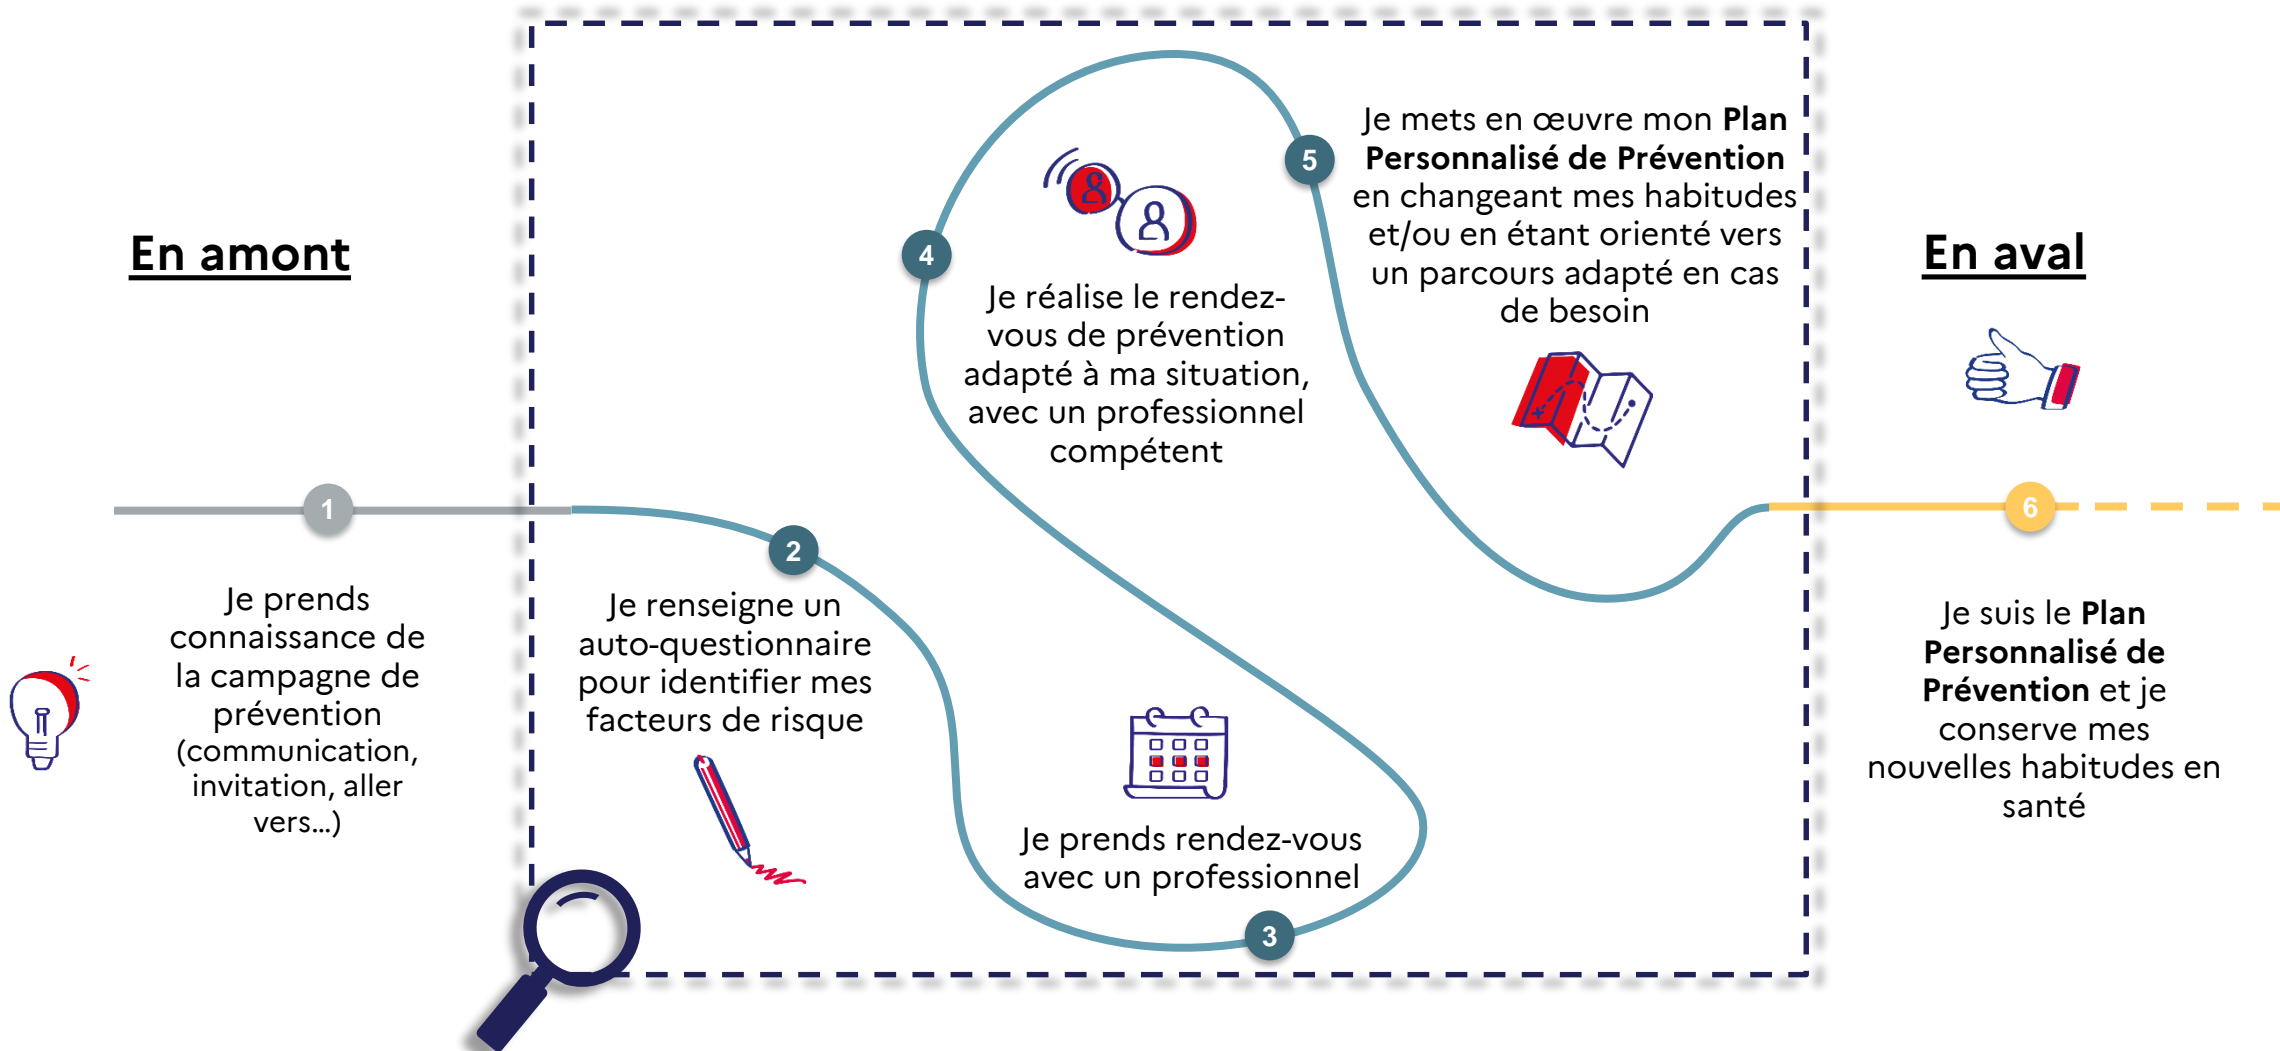 En amont
1
Je prends
connaissance de
la campagne de
prévention
(communication,
invitation, aller
vers…)
2
Je renseigne un
auto-questionnaire
pour identifier mes
facteurs de risque
3
Je prends rendez-vous
avec un professionnel
4
Je réalise le rendez-
vous de prévention
adapté à ma situation,
avec un professionnel
compétent
5
Je mets en œuvre mon Plan
Personnalisé de Prévention
en changeant mes habitudes
et/ou en étant orienté vers
un parcours adapté en cas
de besoin
En aval
6
Je suis le Plan
Personnalisé de
Prévention et je
conserve mes
nouvelles habitudes en
santé